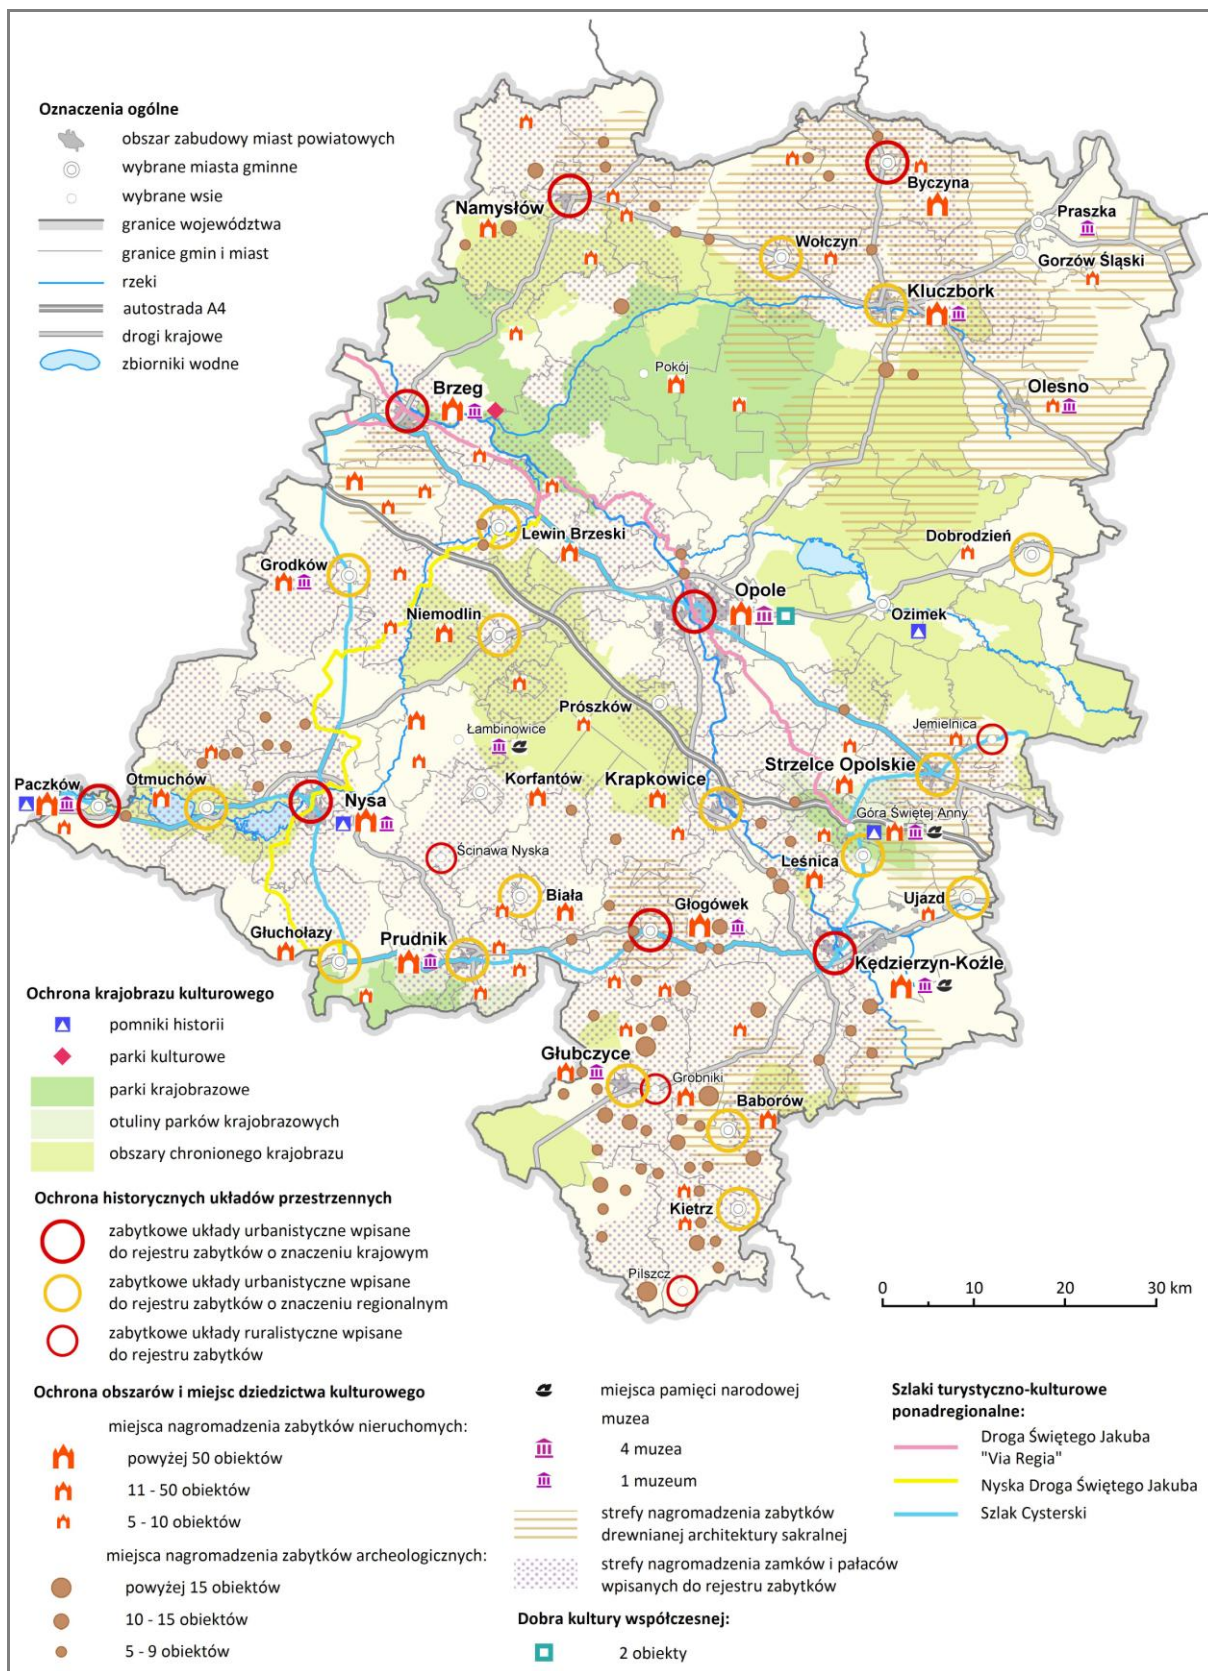 Oznaczenia ogólne
obszar zabudowy miast powiatowych
wybrane miasta gminne
wybrane wsie
granice województwa
granice gmin i miast
rzeki
autostrada A4
drogi krajowe
zbiorniki wodne
Namysłów
Byczyna
Praszka
Wołczyn
Gorzów Śląski
Kluczbork
Pokój
Olesno
Brzeg
Lewin Brzeski
Dobrodzień
Grodków
Opole
Niemodlin
Ozimek
Prószków
Łambinowice
Jemielnica
Strzelce Opolskie
Paczków
Otmuchów
Nysa
Korfantów
Krapkowice
Góra Świętej Anny
Ścinawa Nyska
Leśnica
Biała
Głogówek
Ujazd
Głuchołazy
Prudnik
Kędzierzyn-Koźle
Głubczyce
Grobniki
Baborów
Kietrz
Pilszcz
0 10 20 30 km
Ochrona krajobrazu kulturowego
pomniki historii
parki kulturowe
parki krajobrazowe
otuliny parków krajobrazowych
obszary chronionego krajobrazu
Ochrona historycznych układów przestrzennych
zabytkowe układy urbanistyczne wpisane
do rejestru zabytków o znaczeniu krajowym
zabytkowe układy urbanistyczne wpisane
do rejestru zabytków o znaczeniu regionalnym
zabytkowe układy ruralistyczne wpisane
do rejestru zabytków
Ochrona obszarów i miejsc dziedzictwa kulturowego
miejsca nagromadzenia zabytków nieruchomych:
powyżej 50 obiektów
11 - 50 obiektów
5 - 10 obiektów
miejsca nagromadzenia zabytków archeologicznych:
powyżej 15 obiektów
10 - 15 obiektów
5 - 9 obiektów
miejsca pamięci narodowej
muzea
4 muzea
1 muzeum
strefy nagromadzenia zabytków
drewnianej architektury sakralnej
strefy nagromadzenia zamków i pałaców
wpisanych do rejestru zabytków
Dobra kultury współczesnej:
2 obiekty
Szlaki turystyczno-kulturowe
ponadregionalne:
Droga Świętego Jakuba
"Via Regia"
Nyska Droga Świętego Jakuba
Szlak Cysterski